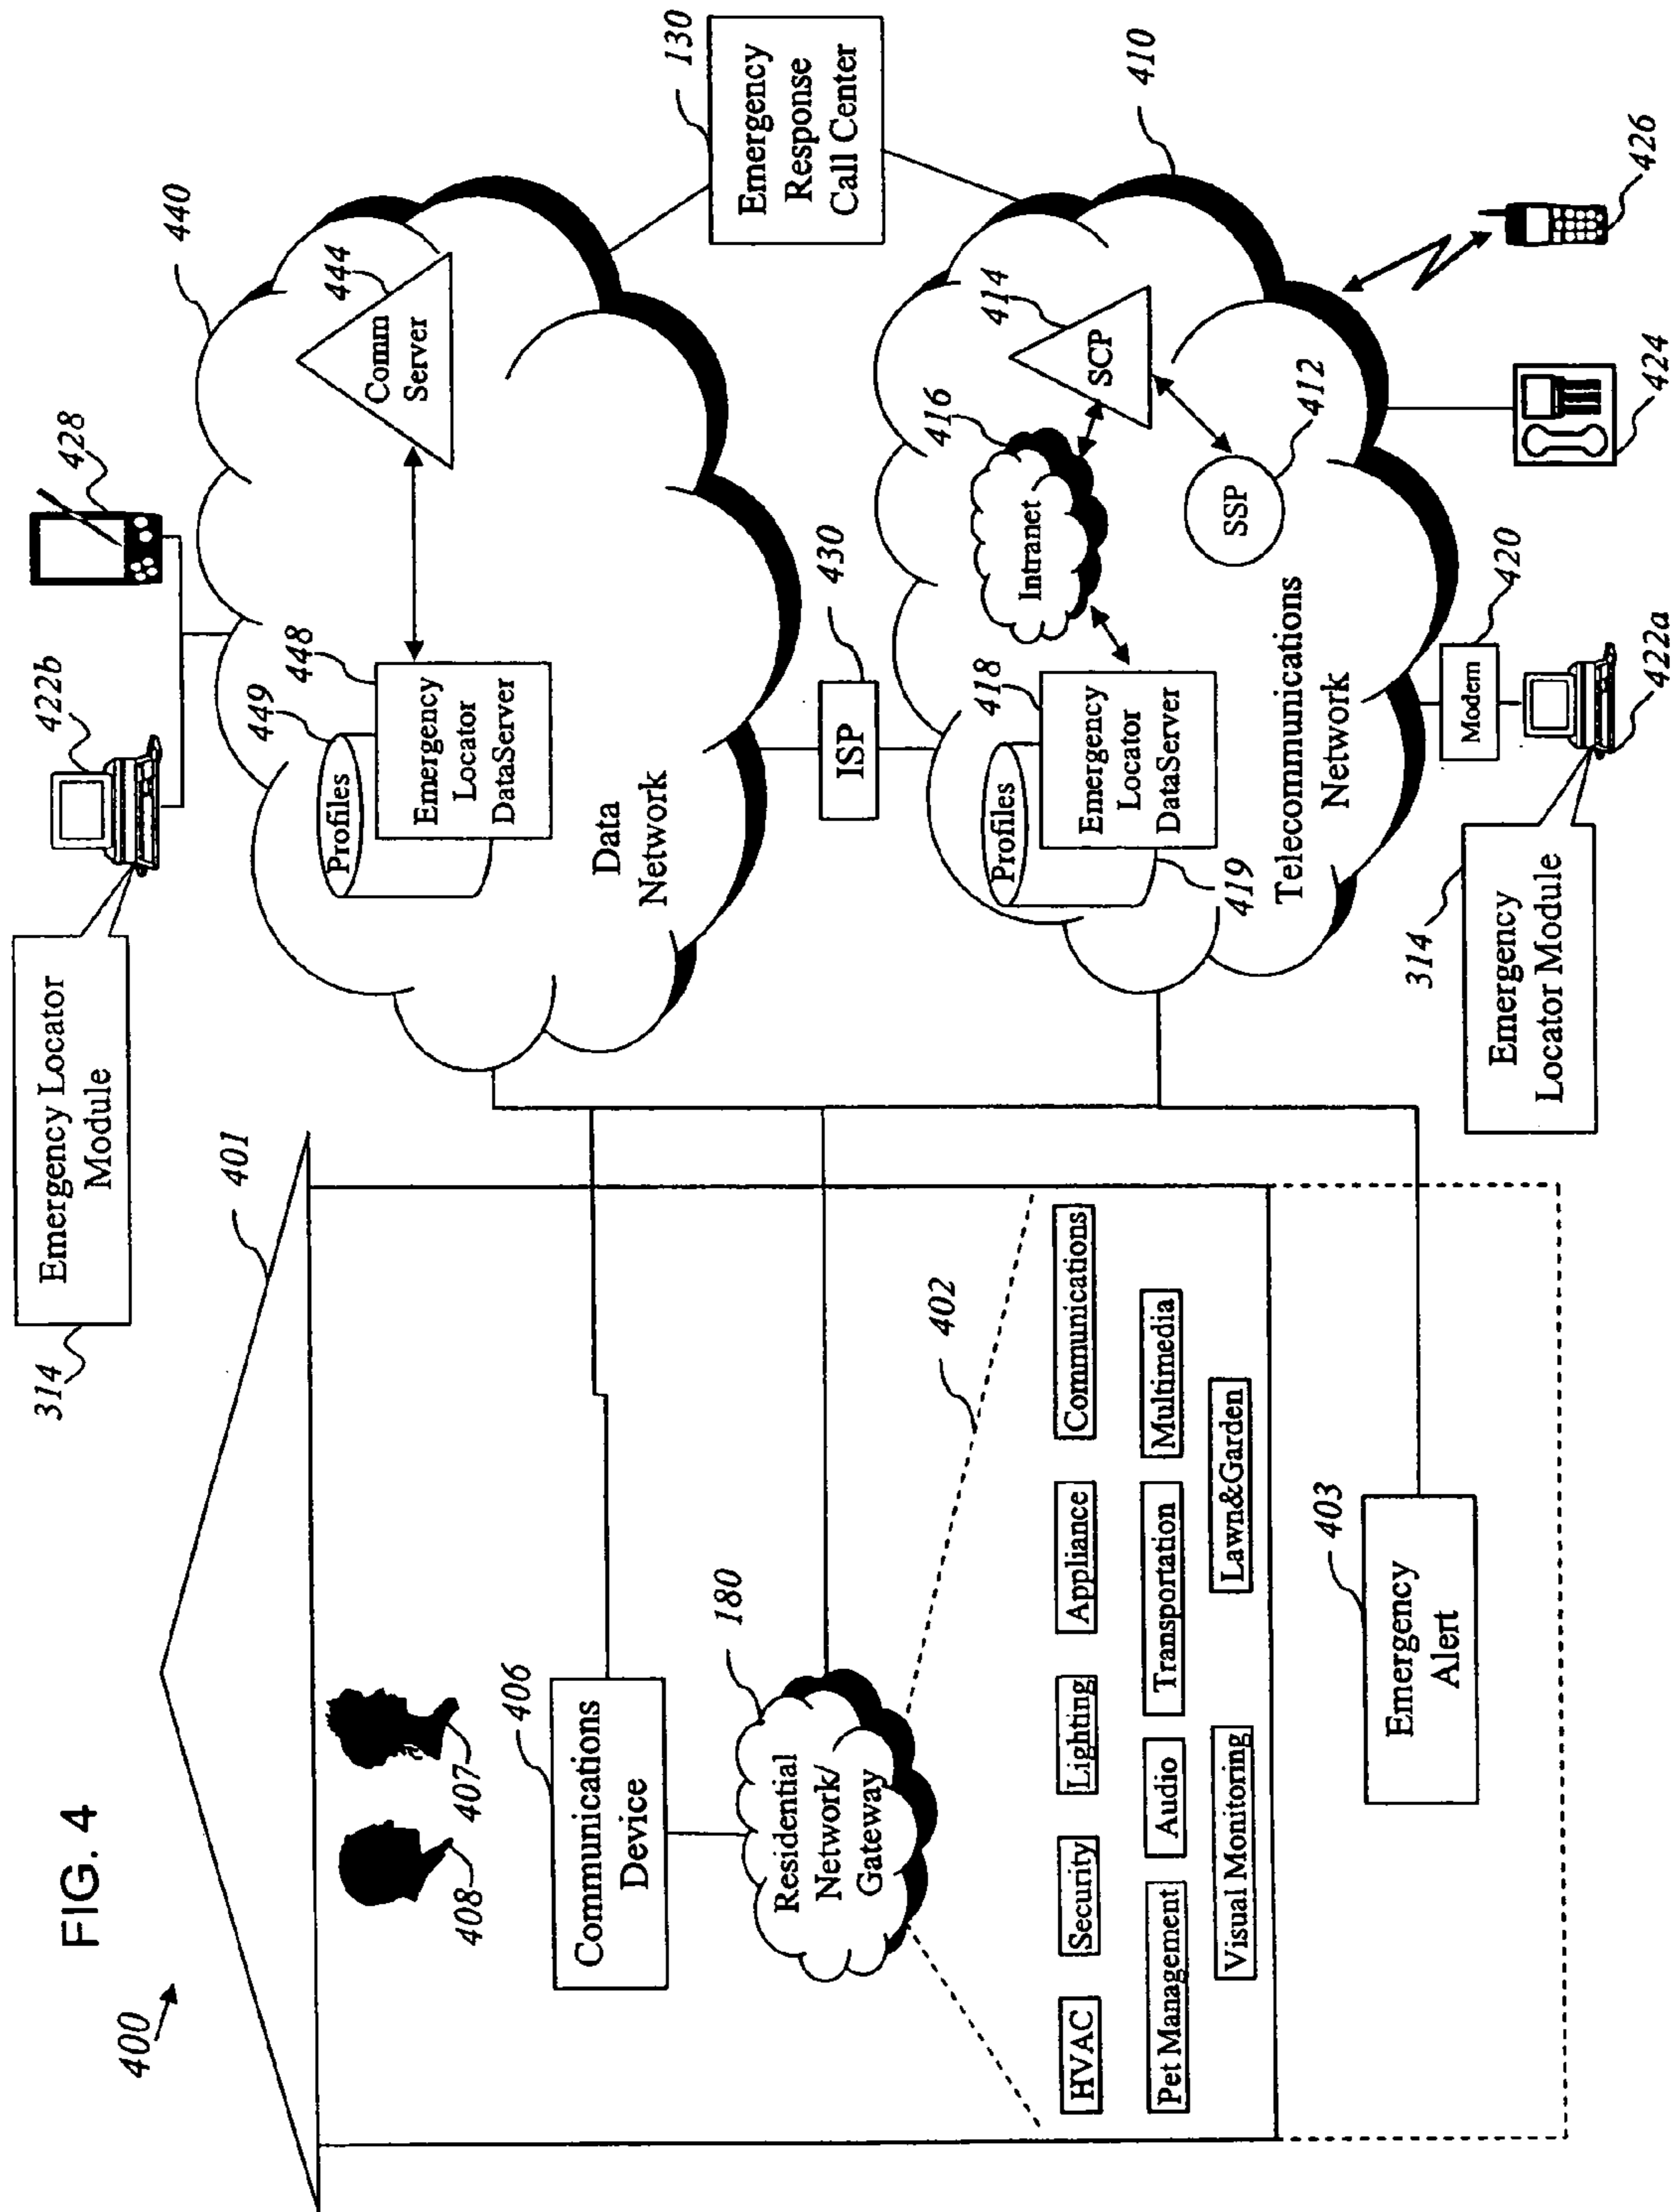 FIG. 4
400
401
314
Emergency Locator
Module
422b
428
440
408
407
406
Communications
Device
180
Residential
Network/
Gateway
402
HVAC
Security
Lighting
Appliance
Communications
Pet Management
Audio
Transportation
Multimedia
Visual Monitoring
Lawn&Garden
403
Emergency
Alert
449
Profiles
448
Emergency
Locator
DataServer
444
Comm
Server
Data
Network
130
Emergency
Response
Call Center
ISP
430
410
Profiles
418
Emergency
Locator
DataServer
419
416
Intranet
414
SCP
SSP
412
Telecommunications
Network
314
Emergency
Locator Module
Modem
420
422a
424
426